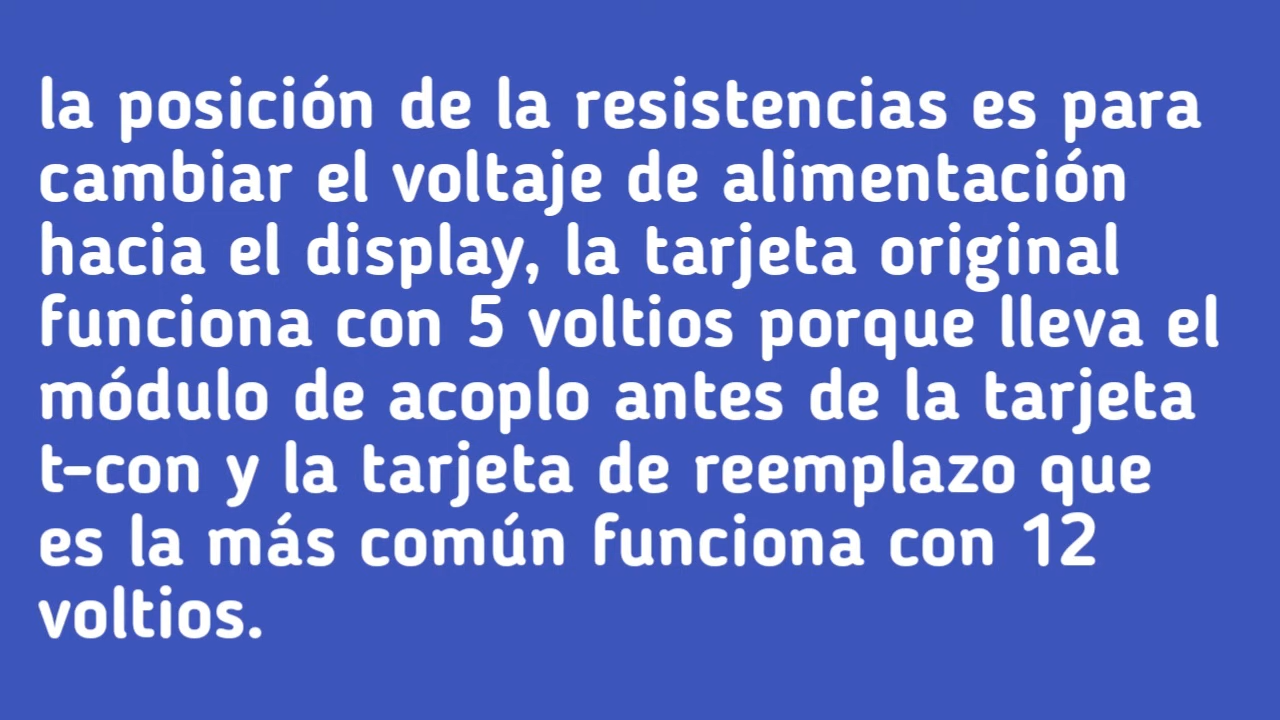 la posición de la resistencias es para
cambiar el voltaje de alimentación
hacia el display, la tarjeta original
funciona con 5 voltios porque lleva el
módulo de acoplo antes de la tarjeta
t-con y la tarjeta de reemplazo que
es la más común funciona con 12
voltios.